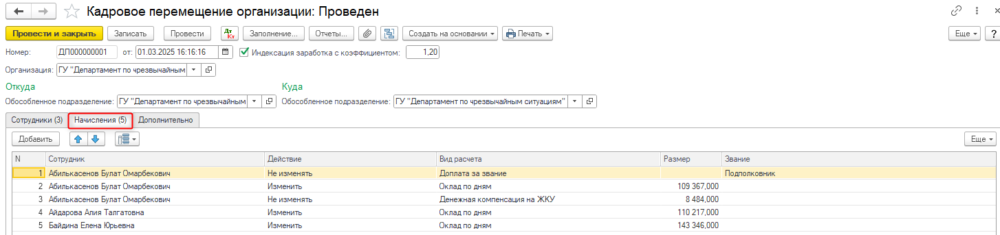 Кадровое перемещение организации: Проведен
Провести и закрыть Записать Провести Дт Кт Заполнение... Отчеты... Создать на основании Печать Еще ?
Номер: ДП000000001 от: 01.03.2025 16:16:16 Индексация заработка с коэффициентом: 1,20
Организация: ГУ "Департамент по чрезвычайным
Откуда Куда
Обособленное подразделение: ГУ "Департамент по чрезвычайным Обособленное подразделение: ГУ "Департамент по чрезвычайным ситуациям"
Сотрудники (3) Начисления (5) Дополнительно
Добавить Еще
N Сотрудник Действие Вид расчета Размер Звание
1 Абилькасенов Булат Омарбекович Не изменять Доплата за звание Подполковник
2 Абилькасенов Булат Омарбекович Изменить Оклад по дням 109 367,000
3 Абилькасенов Булат Омарбекович Не изменять Денежная компенсация на ЖКУ 8 484,000
4 Айдарова Алия Талгатовна Изменить Оклад по дням 110 217,000
5 Байдина Елена Юрьевна Изменить Оклад по дням 143 346,000